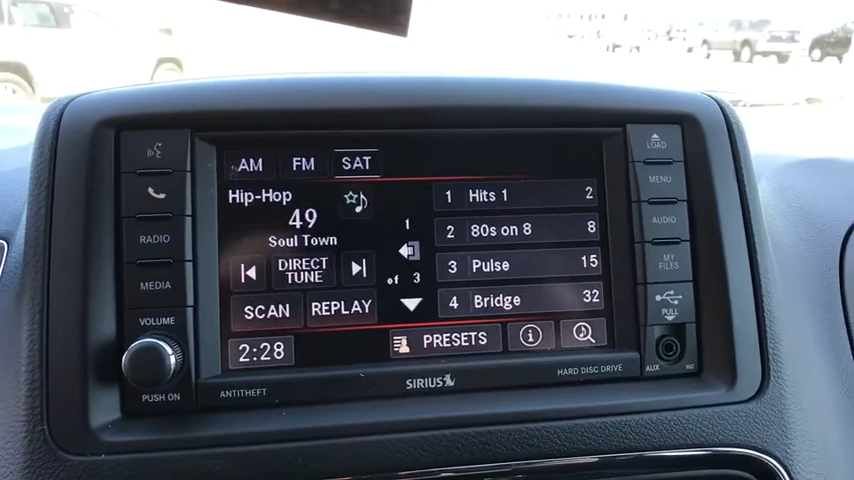 AM FM SAT
Hip-Hop
49
Soul Town
DIRECT
TUNE
SCAN REPLAY
2:28
1
of 3
1 Hits 1 2
2 80s on 8 8
3 Pulse 15
4 Bridge 32
PRESETS
RADIO
MEDIA
VOLUME
PUSH ON
ANTITHEFT
SIRIUS
HARD DISC DRIVE
LOAD
MENU
AUDIO
MY
FILES
PULL
AUX